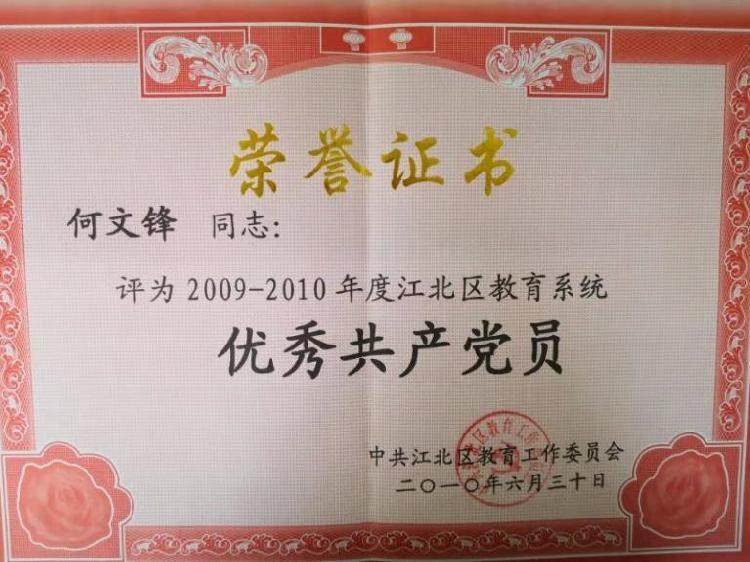 荣誉证书
何文锋 同志：
评为2009-2010年度江北区教育系统
优秀共产党员
中共江北区教育工作委员会
二〇一〇年六月三十日